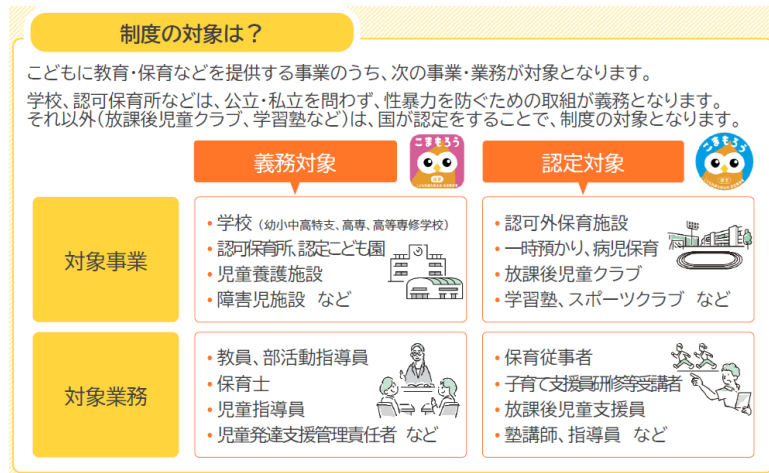 制度の対象は？
こどもに教育・保育などを提供する事業のうち、次の事業・業務が対象となります。
学校、認可保育所などは、公立・私立を問わず、性暴力を防ぐための取組が義務となります。
それ以外（放課後児童クラブ、学習塾など）は、国が認定をすることで、制度の対象となります。
義務対象
こまもろう
認定対象
こまもろう
対象事業
・学校（幼小中高特支、高専、高等専修学校）
・認可保育所、認定こども園
・児童養護施設
・障害児施設 など
・認可外保育施設
・一時預かり、病児保育
・放課後児童クラブ
・学習塾、スポーツクラブ など
対象業務
・教員、部活動指導員
・保育士
・児童指導員
・児童発達支援管理責任者 など
・保育従事者
・子育て支援員研修等受講者
・放課後児童支援員
・塾講師、指導員 など